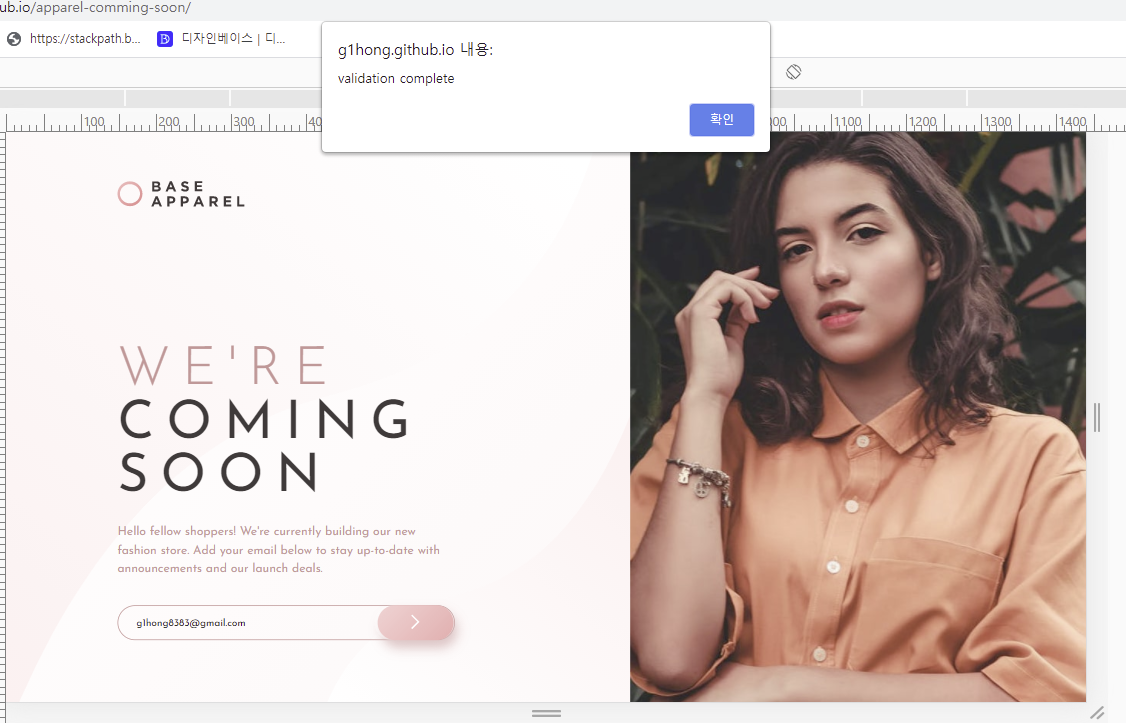 ub.io/apparel-comming-soon/
https://stackpath.b...
디자인베이스 | 디...
g1hong.github.io 내용:
validation complete
확인
100 200 300 40 00 1100 1200 1300 1400
BASE
APPAREL
WE'RE
COMING
SOON
Hello fellow shoppers! We're currently building our new
fashion store. Add your email below to stay up-to-date with
announcements and our launch deals.
g1hong8383@gmail.com